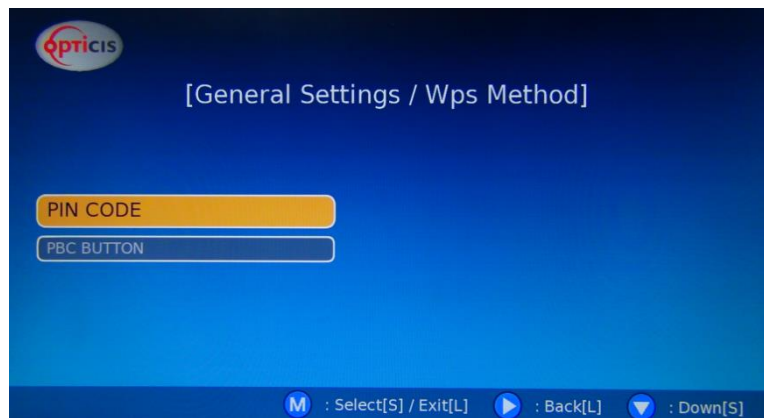 OPTICIS
[General Settings / Wps Method]
PIN CODE
PBC BUTTON
M : Select[S] / Exit[L] : Back[L] : Down[S]